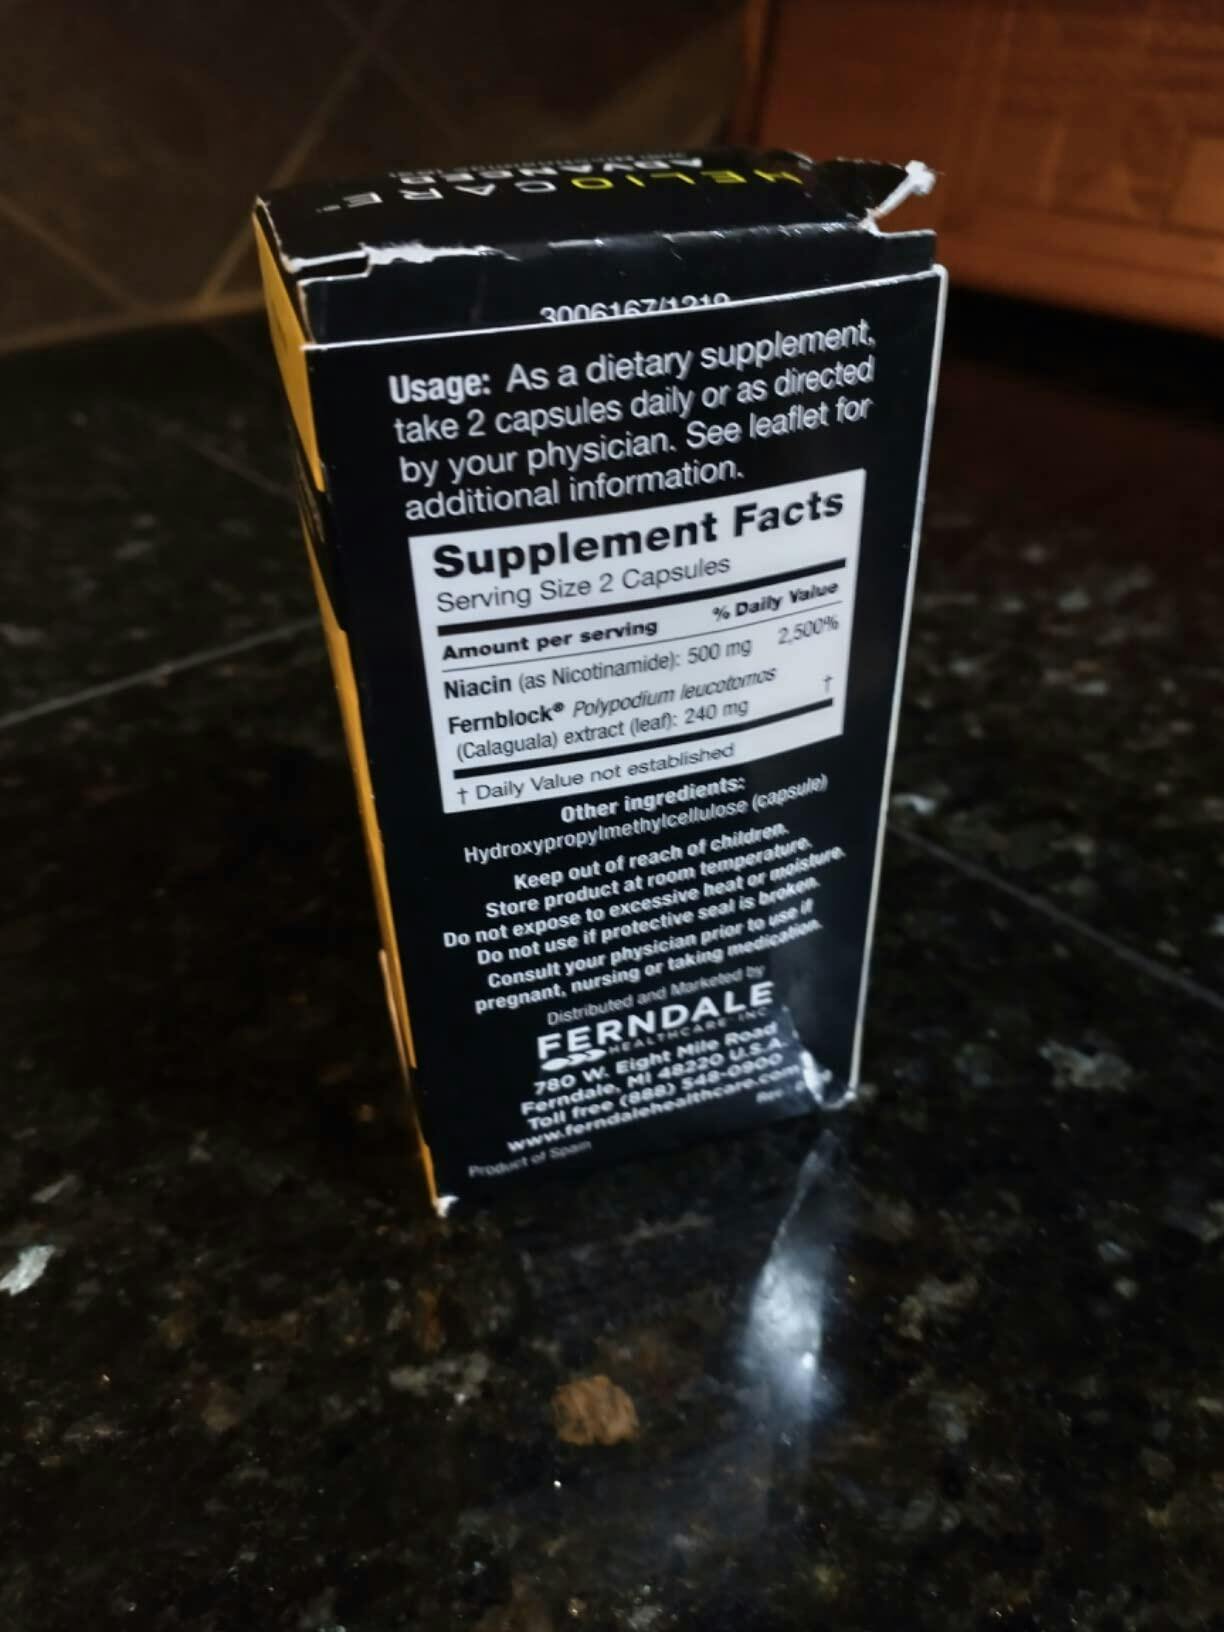 HELIOCARE®
ADVANCED
3006167/1219
Usage: As a dietary supplement,
take 2 capsules daily or as directed
by your physician. See leaflet for
additional information.
Supplement Facts
Serving Size 2 Capsules
Amount per serving % Daily Value
Niacin (as Nicotinamide): 500 mg 2,500%
Fernblock® Polypodium leucotomos
(Calaguala) extract (leaf): 240 mg †
† Daily Value not established
Other ingredients:
Hydroxypropylmethylcellulose (capsule)
Keep out of reach of children.
Store product at room temperature.
Do not expose to excessive heat or moisture.
Do not use if protective seal is broken.
Consult your physician prior to use if
pregnant, nursing or taking medication.
Distributed and Marketed by
FERNDALE
HEALTHCARE, INC.
780 W. Eight Mile Road
Ferndale, MI 48220 U.S.A.
Toll free (888) 548-0900
www.ferndalehealthcare.com
Product of Spain